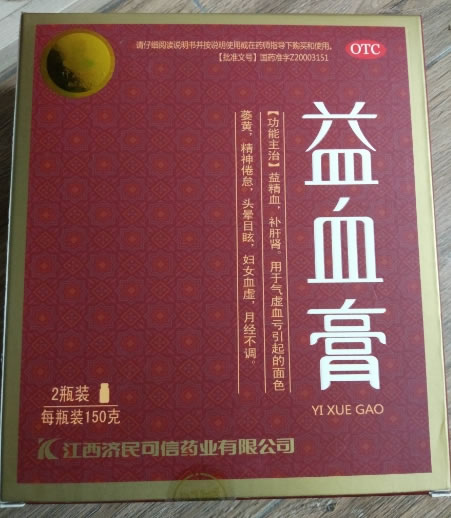 请仔细阅读说明书并按说明使用或在药师指导下购买和使用。
【批准文号】国药准字Z20003151
OTC
益血膏
YI XUE GAO
【功能主治】益精血，补肝肾。用于气虚血亏引起的面色
萎黄，精神倦怠，头晕目眩，妇女血虚，月经不调。
2瓶装
每瓶装150克
江西济民可信药业有限公司